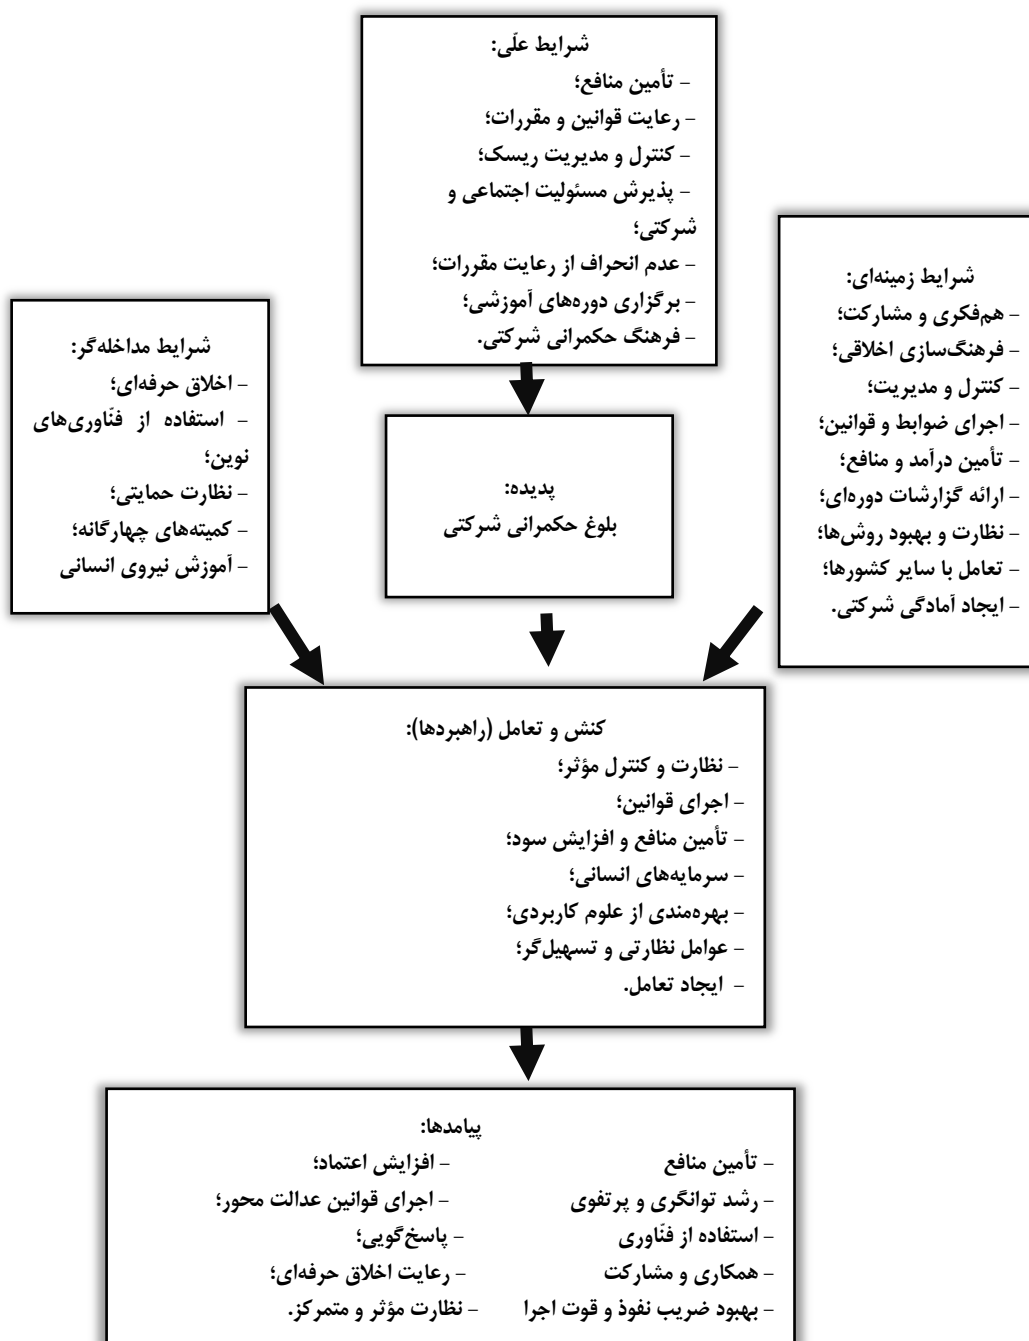 شرایط علّی:
- تأمین منافع؛
- رعایت قوانین و مقررات؛
- کنترل و مدیریت ریسک؛
- پذیرش مسئولیت اجتماعی و
شرکتی؛
- عدم انحراف از رعایت مقررات؛
- برگزاری دوره‌های آموزشی؛
- فرهنگ حکمرانی شرکتی.
شرایط زمینه‌ای:
- هم‌فکری و مشارکت؛
- فرهنگ‌سازی اخلاقی؛
- کنترل و مدیریت؛
- اجرای ضوابط و قوانین؛
- تأمین درآمد و منافع؛
- ارائه گزارشات دوره‌ای؛
- نظارت و بهبود روش‌ها؛
- تعامل با سایر کشورها؛
- ایجاد آمادگی شرکتی.
شرایط مداخله‌گر:
- اخلاق حرفه‌ای؛
- استفاده از فنّاوری‌های
نوین؛
- نظارت حمایتی؛
- کمیته‌های چهارگانه؛
- آموزش نیروی انسانی
پدیده:
بلوغ حکمرانی شرکتی
کنش و تعامل (راهبردها):
- نظارت و کنترل مؤثر؛
- اجرای قوانین؛
- تأمین منافع و افزایش سود؛
- سرمایه‌های انسانی؛
- بهره‌مندی از علوم کاربردی؛
- عوامل نظارتی و تسهیل‌گر؛
- ایجاد تعامل.
پیامدها:
- تأمین منافع
- رشد توانگری و پرتفوی
- استفاده از فنّاوری
- همکاری و مشارکت
- بهبود ضریب نفوذ و قوت اجرا
- افزایش اعتماد؛
- اجرای قوانین عدالت محور؛
- پاسخ‌گویی؛
- رعایت اخلاق حرفه‌ای؛
- نظارت مؤثر و متمرکز.